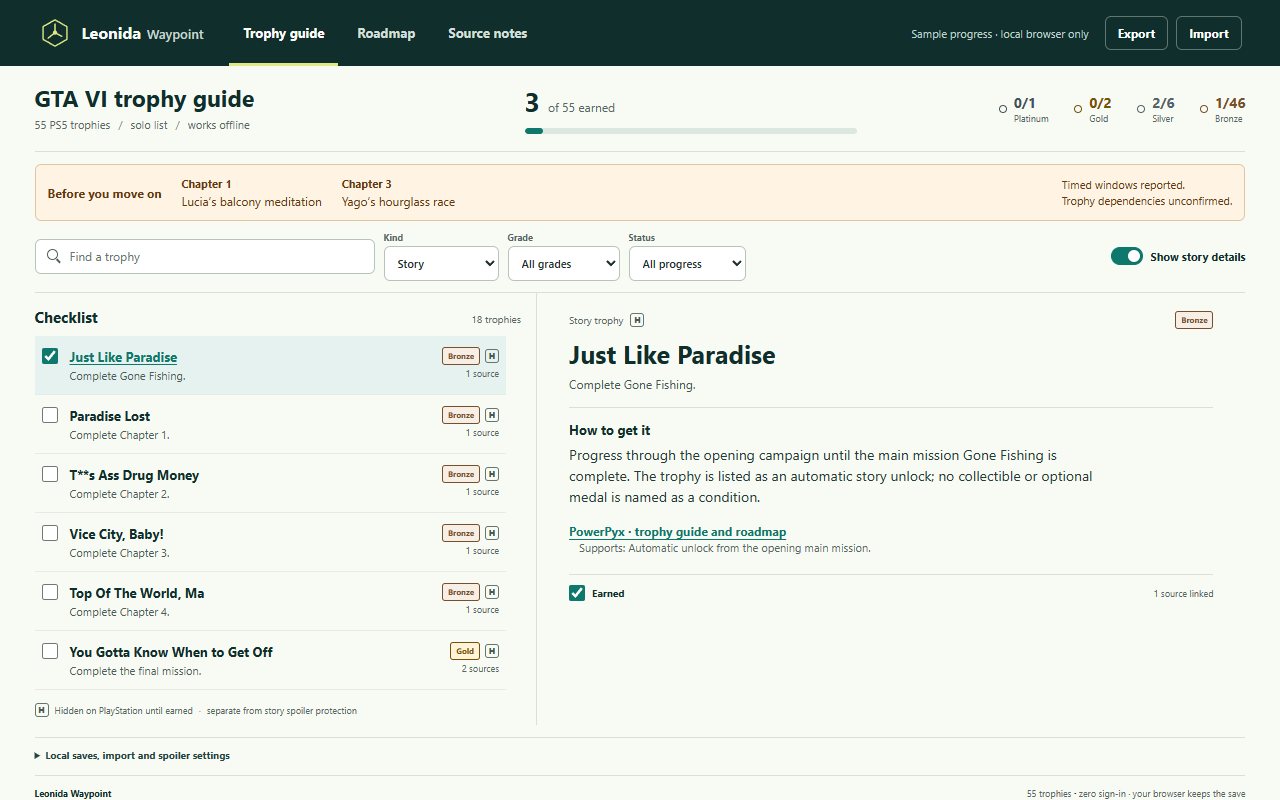 Leonida Waypoint
Trophy guide
Roadmap
Source notes
Sample progress · local browser only
Export
Import
GTA VI trophy guide
55 PS5 trophies / solo list / works offline
3 of 55 earned
0/1
Platinum
0/2
Gold
2/6
Silver
1/46
Bronze
Before you move on
Chapter 1
Lucia’s balcony meditation
Chapter 3
Yago’s hourglass race
Timed windows reported.
Trophy dependencies unconfirmed.
Find a trophy
Kind
Story
Grade
All grades
Status
All progress
Show story details
Checklist
18 trophies
Just Like Paradise
Complete Gone Fishing.
Bronze H
1 source
Paradise Lost
Complete Chapter 1.
Bronze H
1 source
T**s Ass Drug Money
Complete Chapter 2.
Bronze H
1 source
Vice City, Baby!
Complete Chapter 3.
Bronze H
1 source
Top Of The World, Ma
Complete Chapter 4.
Bronze H
1 source
You Gotta Know When to Get Off
Complete the final mission.
Gold H
2 sources
H Hidden on PlayStation until earned · separate from story spoiler protection
Story trophy H
Bronze
Just Like Paradise
Complete Gone Fishing.
How to get it
Progress through the opening campaign until the main mission Gone Fishing is
complete. The trophy is listed as an automatic story unlock; no collectible or optional
medal is named as a condition.
PowerPyx · trophy guide and roadmap
Supports: Automatic unlock from the opening main mission.
Earned
1 source linked
Local saves, import and spoiler settings
Leonida Waypoint
55 trophies · zero sign-in · your browser keeps the save